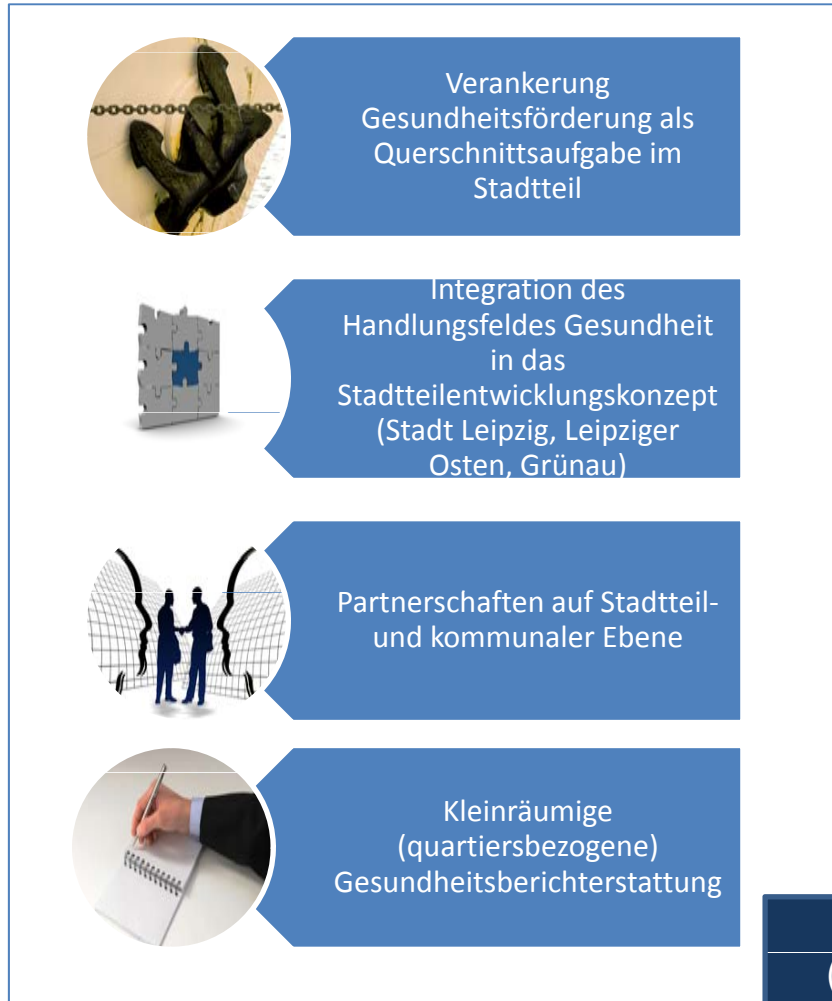 Verankerung
Gesundheitsförderung als
Querschnittsaufgabe im
Stadtteil
Integration des
Handlungsfeldes Gesundheit
in das
Stadtteilentwicklungskonzept
(Stadt Leipzig, Leipziger
Osten, Grünau)
Partnerschaften auf Stadtteil-
und kommunaler Ebene
Kleinräumige
(quartiersbezogene)
Gesundheitsberichterstattung